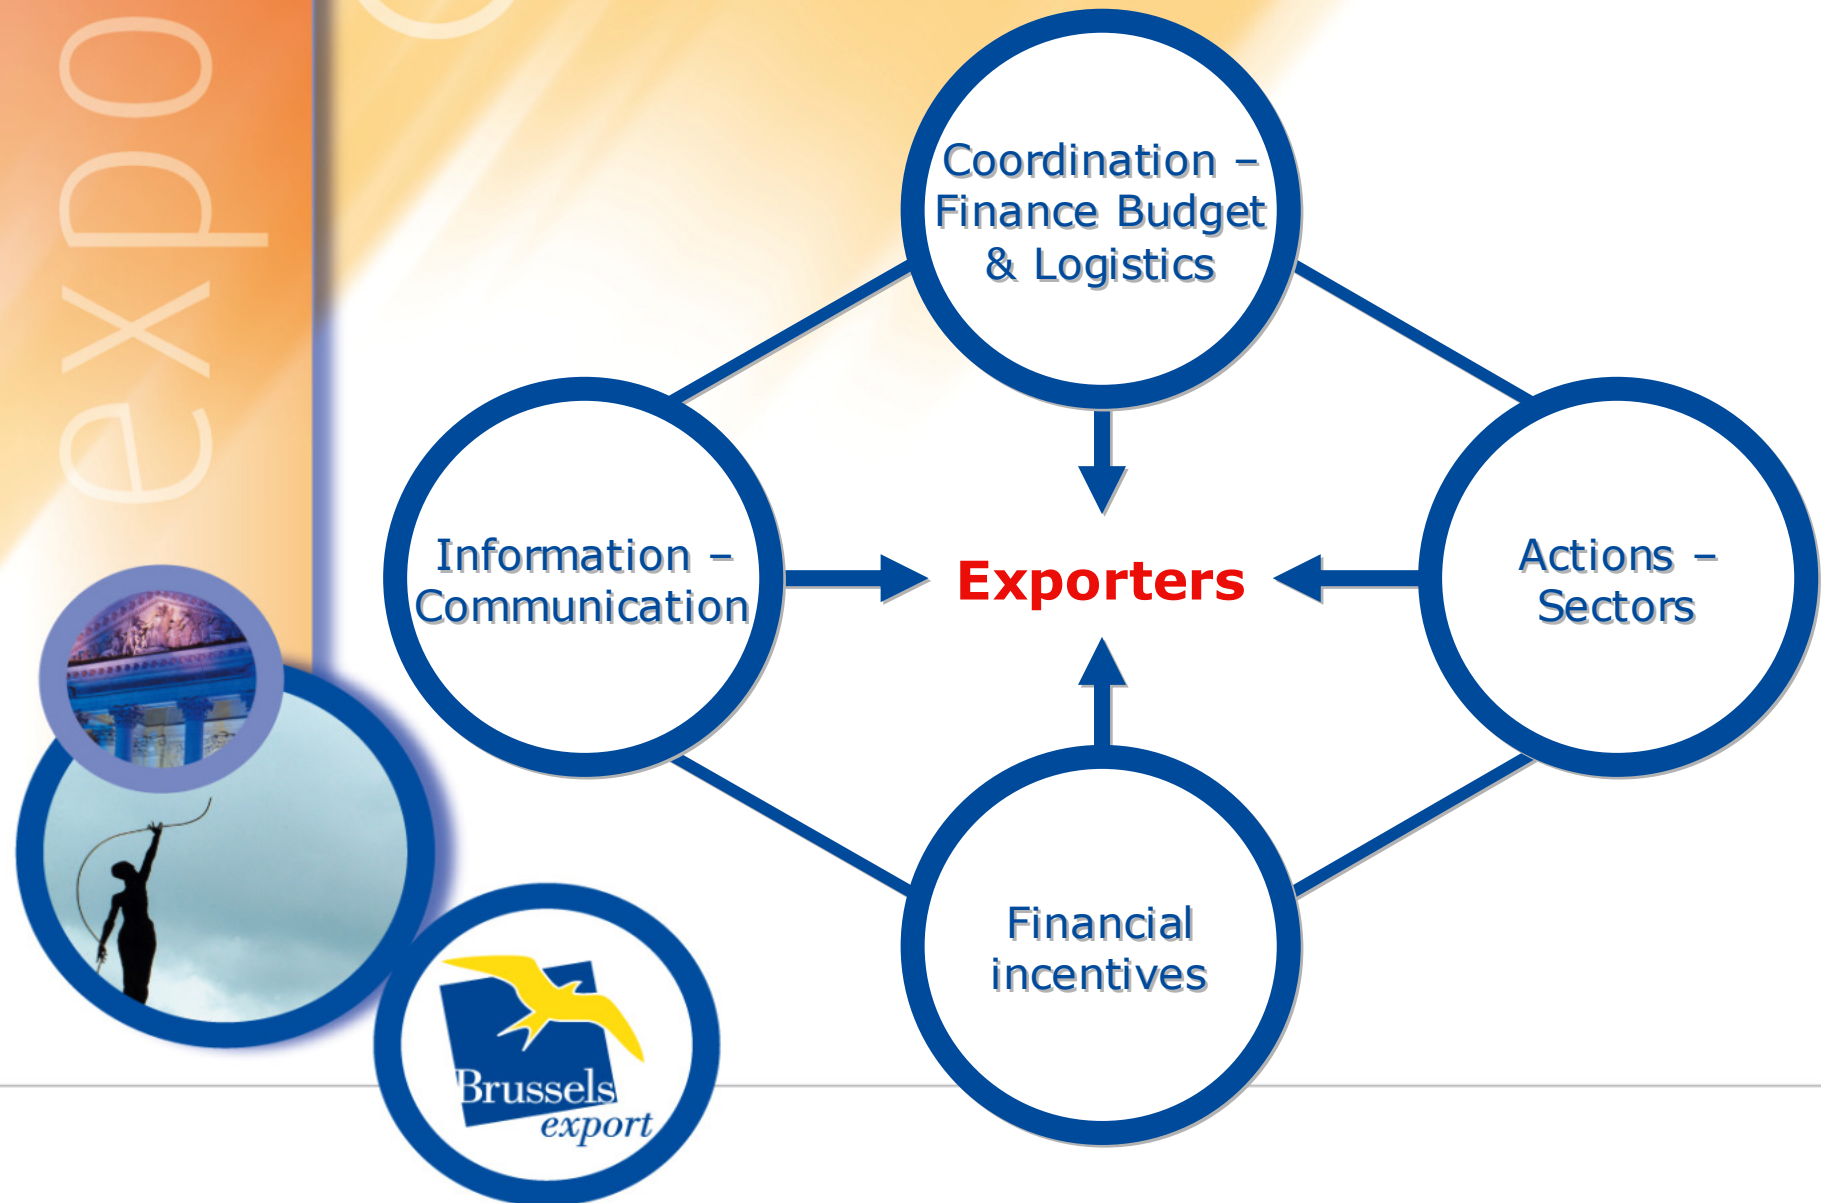 expo
Coordination –
Finance Budget
& Logistics
Information –
Communication
Exporters
Actions –
Sectors
Financial
incentives
Brussels
export